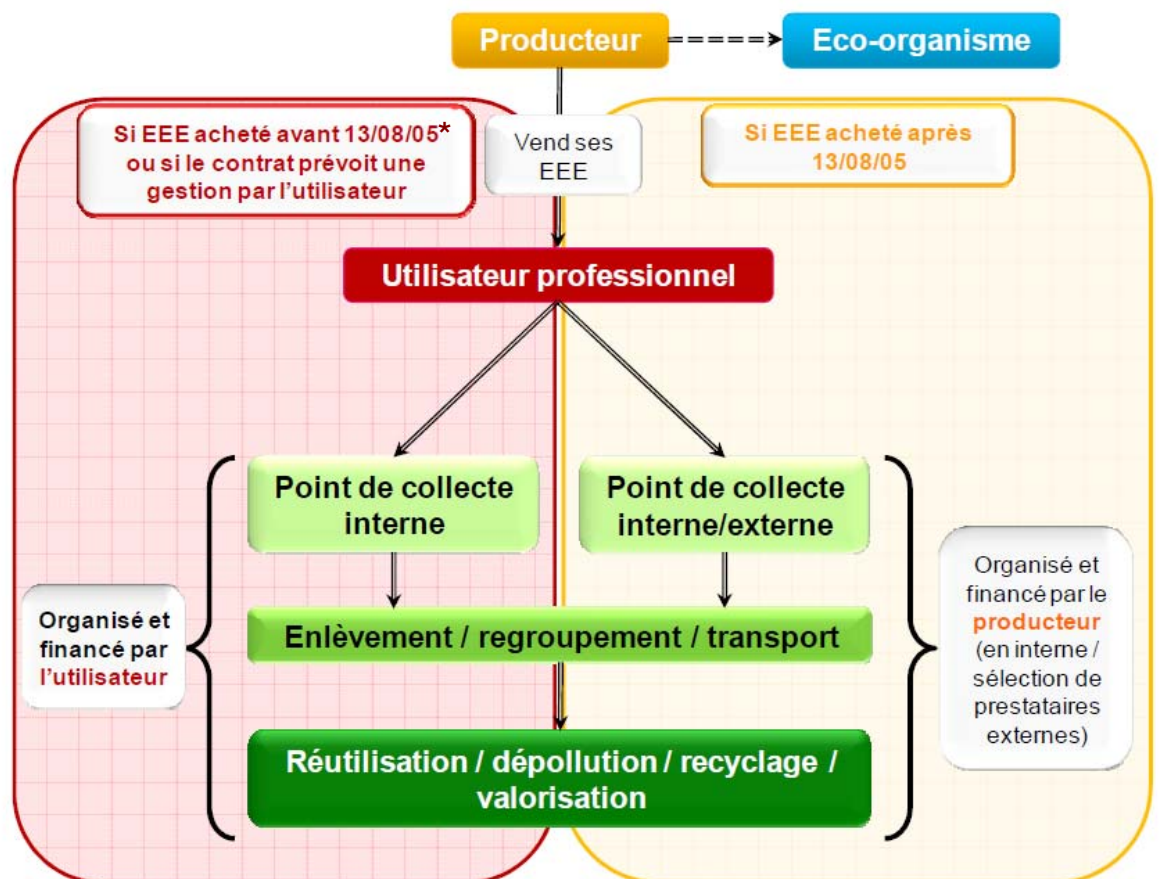 Producteur
Eco-organisme
Si EEE acheté avant 13/08/05*
ou si le contrat prévoit une
gestion par l'utilisateur
Vend ses
EEE
Si EEE acheté après
13/08/05
Utilisateur professionnel
Point de collecte
interne
Point de collecte
interne/externe
Organisé et
financé par
l'utilisateur
Enlèvement / regroupement / transport
Organisé et
financé par le
producteur
(en interne /
sélection de
prestataires
externes)
Réutilisation / dépollution / recyclage /
valorisation